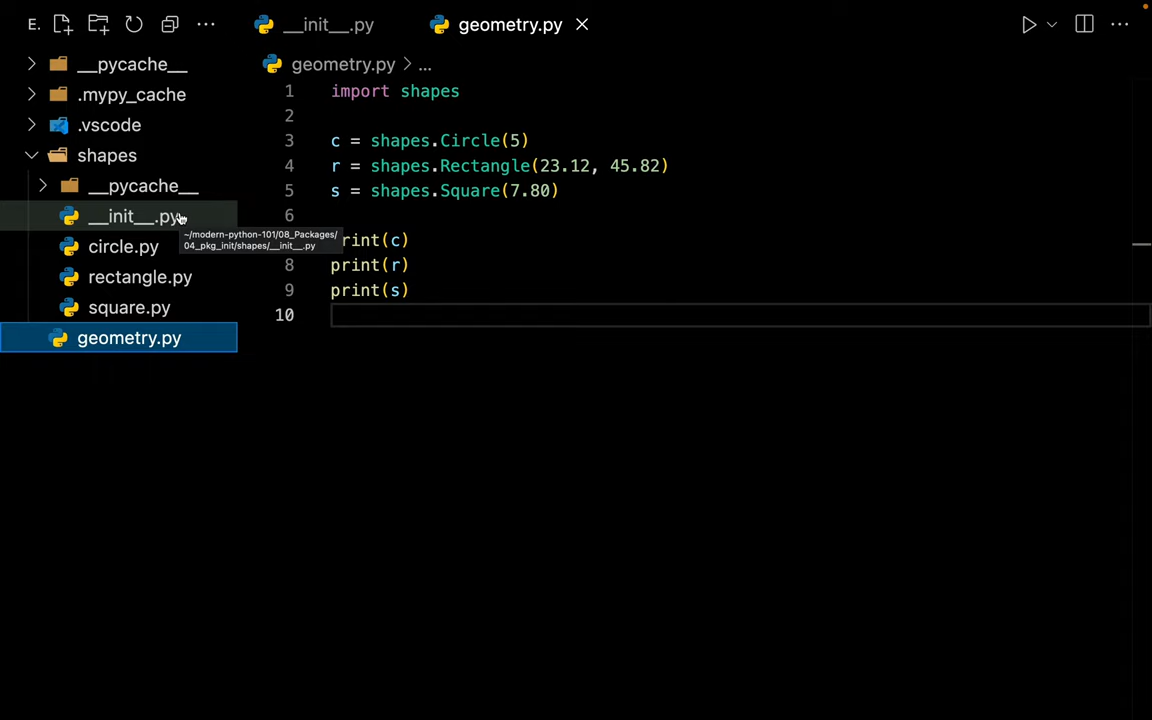 E. ...
__init__.py
geometry.py
...
__pycache__
.mypy_cache
.vscode
shapes
__pycache__
__init__.py
circle.py
rectangle.py
square.py
geometry.py
~/modern-python-101/08_Packages/
04_pkg_init/shapes/__init__.py
geometry.py > ...
1 import shapes
2
3 c = shapes.Circle(5)
4 r = shapes.Rectangle(23.12, 45.82)
5 s = shapes.Square(7.80)
6
rint(c)
8 print(r)
9 print(s)
10